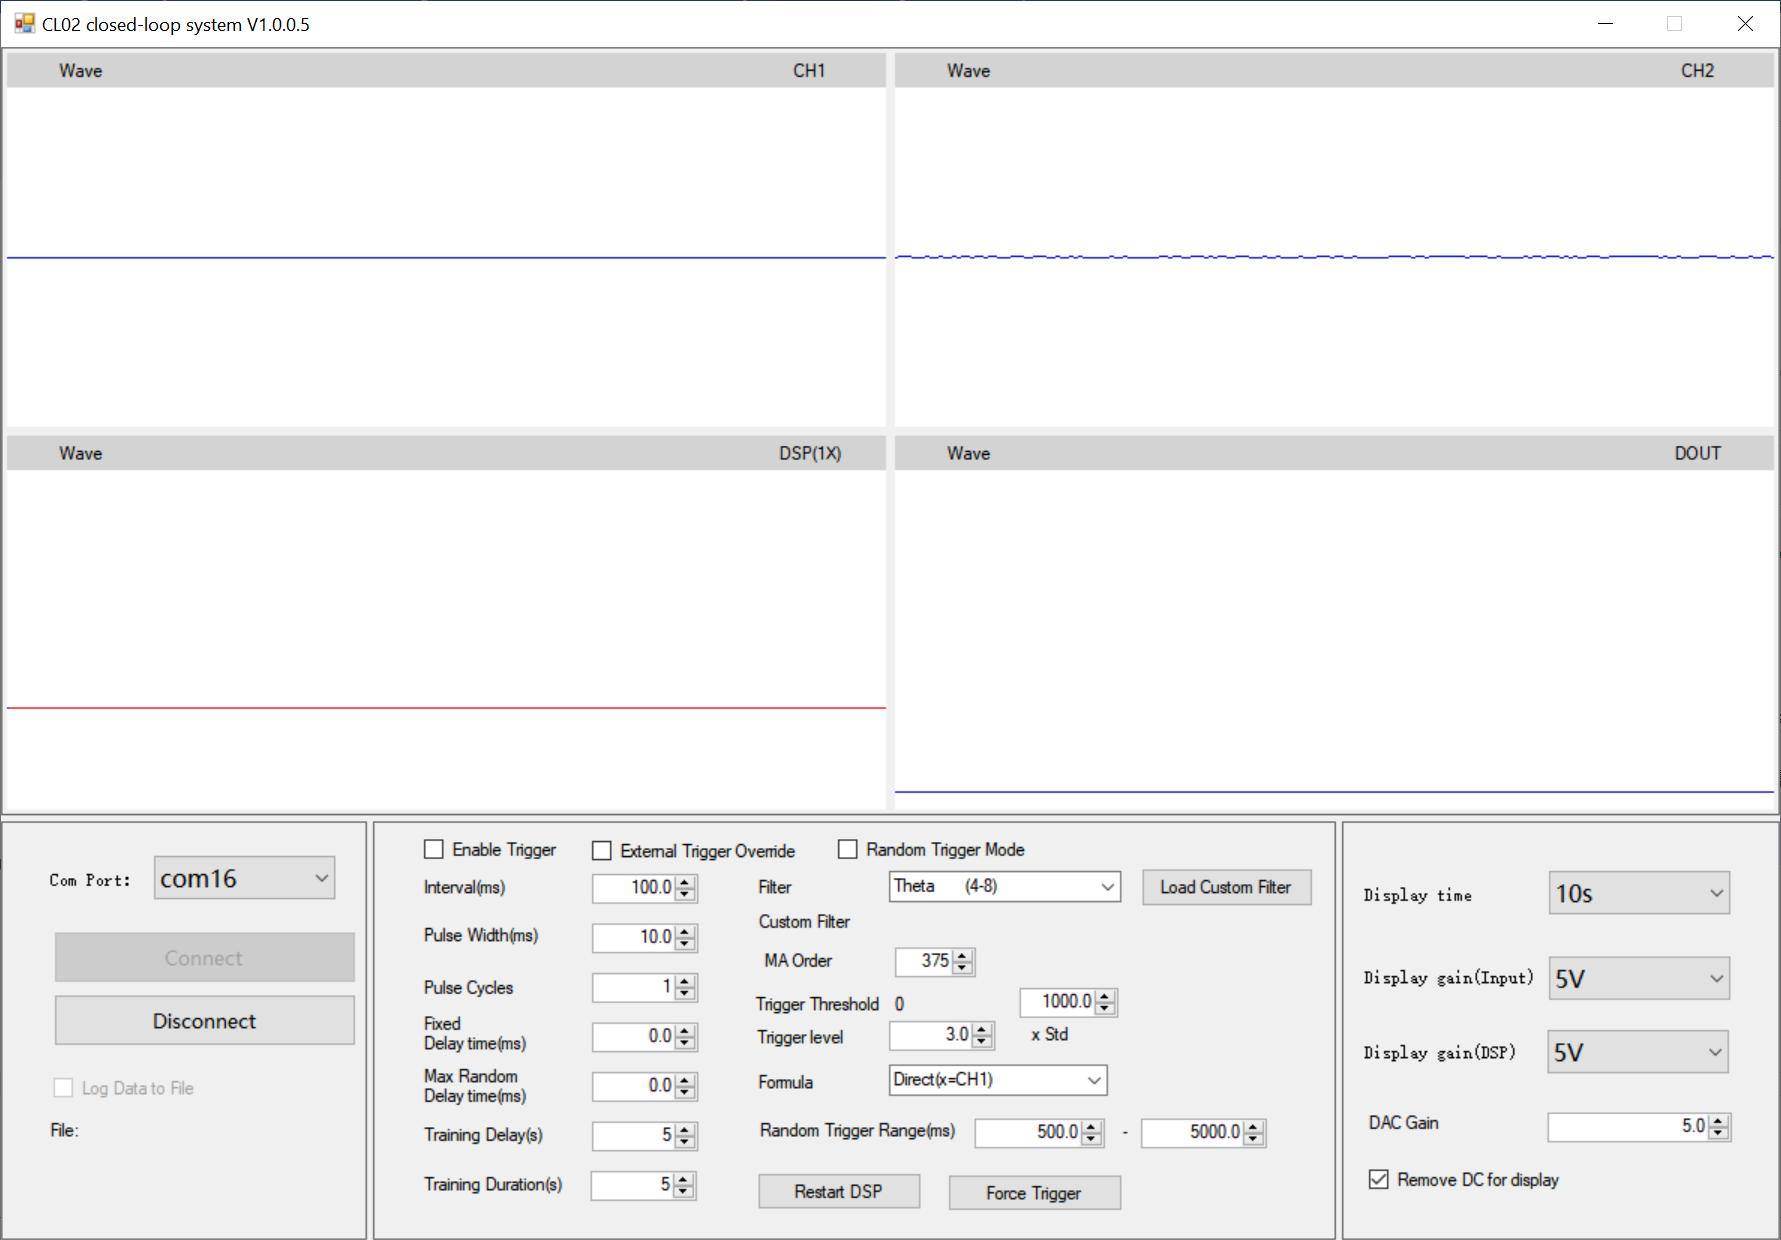 CL02 closed-loop system V1.0.0.5
Wave CH1
Wave CH2
Wave DSP(1X)
Wave DOUT
Com Port: com16
Connect
Disconnect
Log Data to File
File:
Enable Trigger
External Trigger Override
Random Trigger Mode
Interval(ms) 100.0
Pulse Width(ms) 10.0
Pulse Cycles 1
Fixed
Delay time(ms) 0.0
Max Random
Delay time(ms) 0.0
Training Delay(s) 5
Training Duration(s) 5
Filter Theta (4-8) Load Custom Filter
Custom Filter
MA Order 375
Trigger Threshold 0 1000.0
Trigger level 3.0 x Std
Formula Direct(x=CH1)
Random Trigger Range(ms) 500.0 - 5000.0
Restart DSP Force Trigger
Display time 10s
Display gain(Input) 5V
Display gain(DSP) 5V
DAC Gain 5.0
Remove DC for display